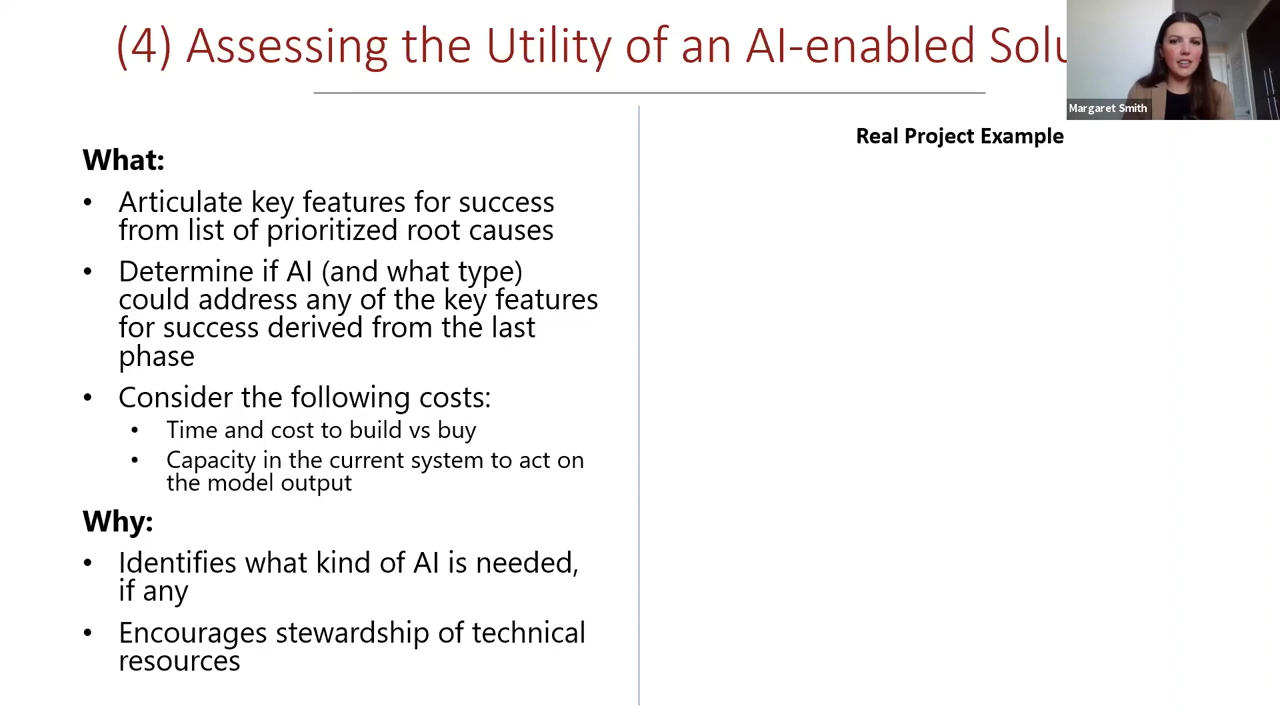 (4) Assessing the Utility of an AI-enabled Solu
Margaret Smith
What:
• Articulate key features for success
from list of prioritized root causes
• Determine if AI (and what type)
could address any of the key features
for success derived from the last
phase
• Consider the following costs:
• Time and cost to build vs buy
• Capacity in the current system to act on
the model output
Why:
• Identifies what kind of AI is needed,
if any
• Encourages stewardship of technical
resources
Real Project Example